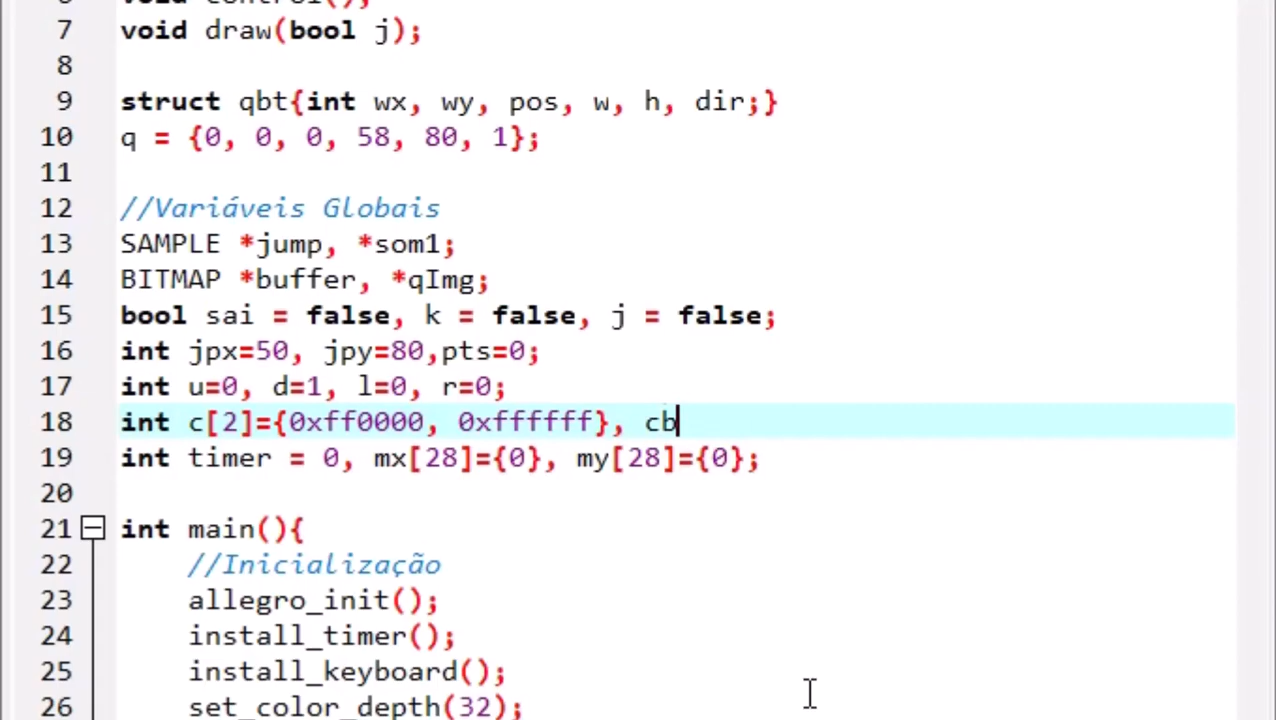 6 void control();
7 void draw(bool j);
8
9 struct qbt{int wx, wy, pos, w, h, dir;}
10 q = {0, 0, 0, 58, 80, 1};
11
12 //Variáveis Globais
13 SAMPLE *jump, *som1;
14 BITMAP *buffer, *qImg;
15 bool sai = false, k = false, j = false;
16 int jpx=50, jpy=80,pts=0;
17 int u=0, d=1, l=0, r=0;
18 int c[2]={0xff0000, 0xffffff}, cb
19 int timer = 0, mx[28]={0}, my[28]={0};
20
21 int main(){
22 //Inicialização
23 allegro_init();
24 install_timer();
25 install_keyboard();
26 set_color_depth(32);